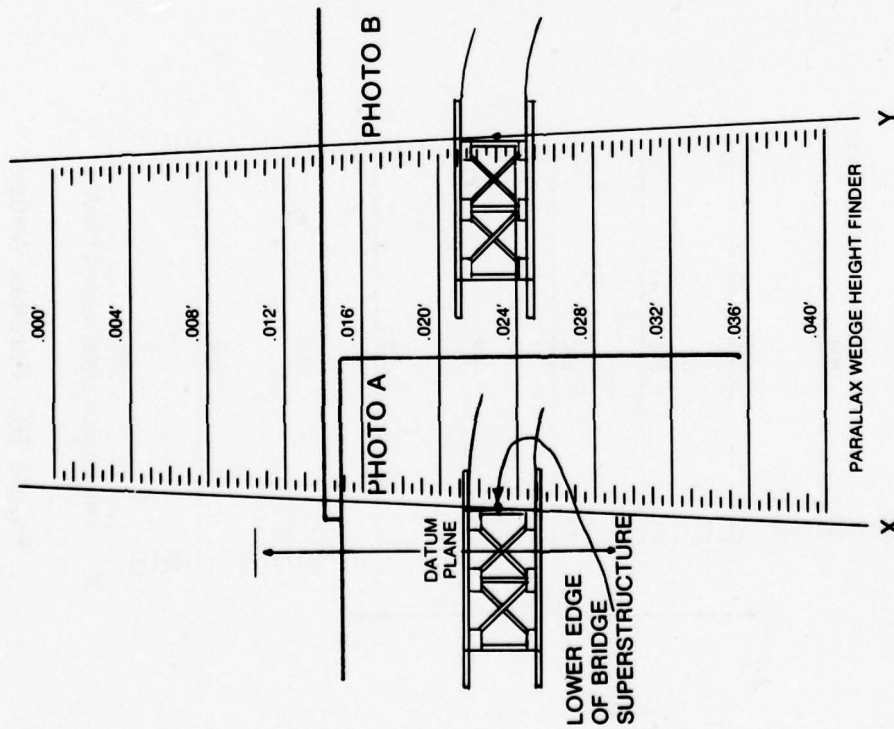 PHOTO B
PHOTO A
.000'
.004'
.008'
.012'
.016'
.020'
.024'
.028'
.032'
.036'
.040'
DATUM
PLANE
LOWER EDGE
OF BRIDGE
SUPERSTRUCTURE
PARALLAX WEDGE HEIGHT FINDER
X
Y